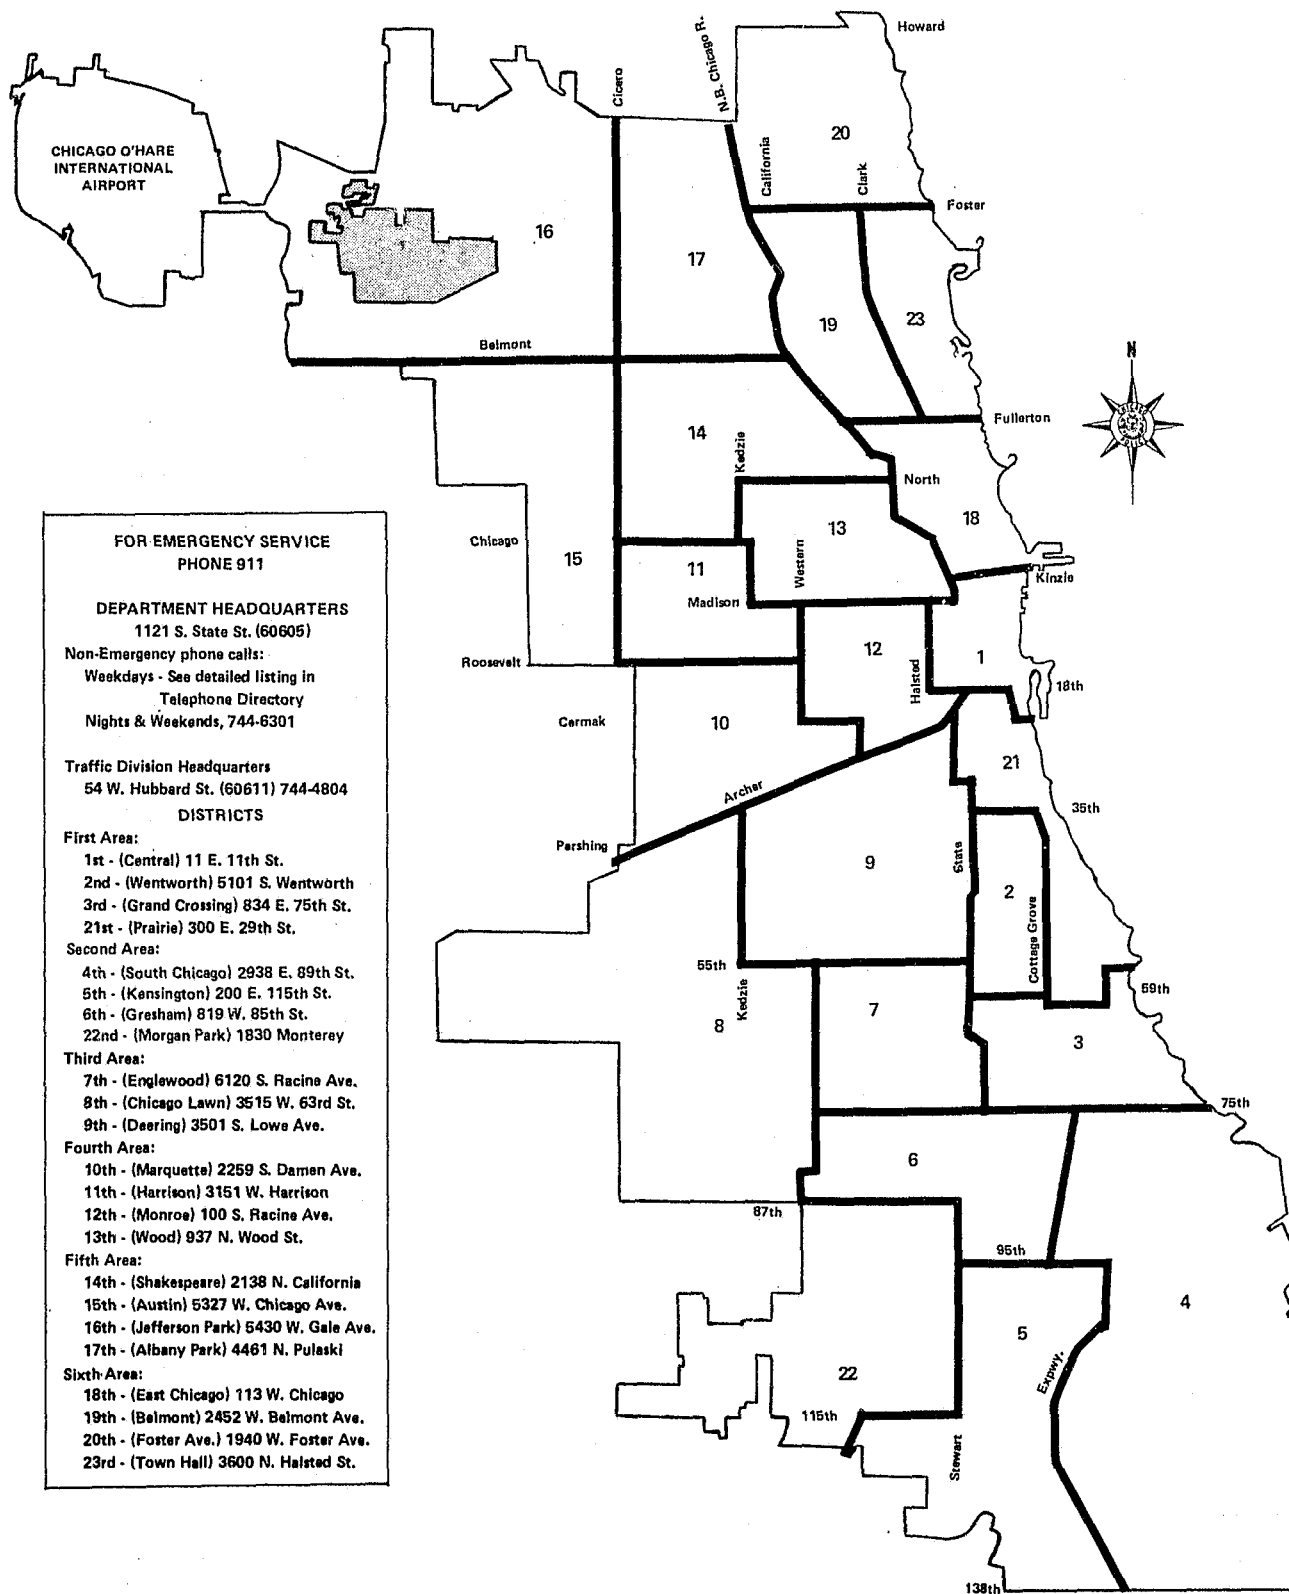 Howard
N.B. Chicago R.
Cicero
CHICAGO O'HARE
INTERNATIONAL
AIRPORT
20
California
Clark
Foster
16
17
19
23
N
Belmont
Fullerton
14
Kedzie
North
18
13
Chicago
15
11
Western
Kinzie
Madison
12
Halsted
1
Roosevelt
18th
Cermak
10
21
Archer
35th
Pershing
9
State
2
Cottage Grove
55th
Kedzie
59th
8
7
3
75th
6
87th
95th
4
5
Expwy.
22
115th
Stewart
138th
FOR EMERGENCY SERVICE
PHONE 911
DEPARTMENT HEADQUARTERS
1121 S. State St. (60605)
Non-Emergency phone calls:
Weekdays - See detailed listing in
Telephone Directory
Nights & Weekends, 744-6301
Traffic Division Headquarters
54 W. Hubbard St. (60611) 744-4804
DISTRICTS
First Area:
1st - (Central) 11 E. 11th St.
2nd - (Wentworth) 5101 S. Wentworth
3rd - (Grand Crossing) 834 E. 75th St.
21st - (Prairie) 300 E. 29th St.
Second Area:
4th - (South Chicago) 2938 E. 89th St.
5th - (Kensington) 200 E. 115th St.
6th - (Gresham) 819 W. 85th St.
22nd - (Morgan Park) 1830 Monterey
Third Area:
7th - (Englewood) 6120 S. Racine Ave.
8th - (Chicago Lawn) 3515 W. 63rd St.
9th - (Deering) 3501 S. Lowe Ave.
Fourth Area:
10th - (Marquette) 2259 S. Damen Ave.
11th - (Harrison) 3151 W. Harrison
12th - (Monroe) 100 S. Racine Ave.
13th - (Wood) 937 N. Wood St.
Fifth Area:
14th - (Shakespeare) 2138 N. California
15th - (Austin) 5327 W. Chicago Ave.
16th - (Jefferson Park) 5430 W. Gale Ave.
17th - (Albany Park) 4461 N. Pulaski
Sixth Area:
18th - (East Chicago) 113 W. Chicago
19th - (Belmont) 2452 W. Belmont Ave.
20th - (Foster Ave.) 1940 W. Foster Ave.
23rd - (Town Hall) 3600 N. Halsted St.